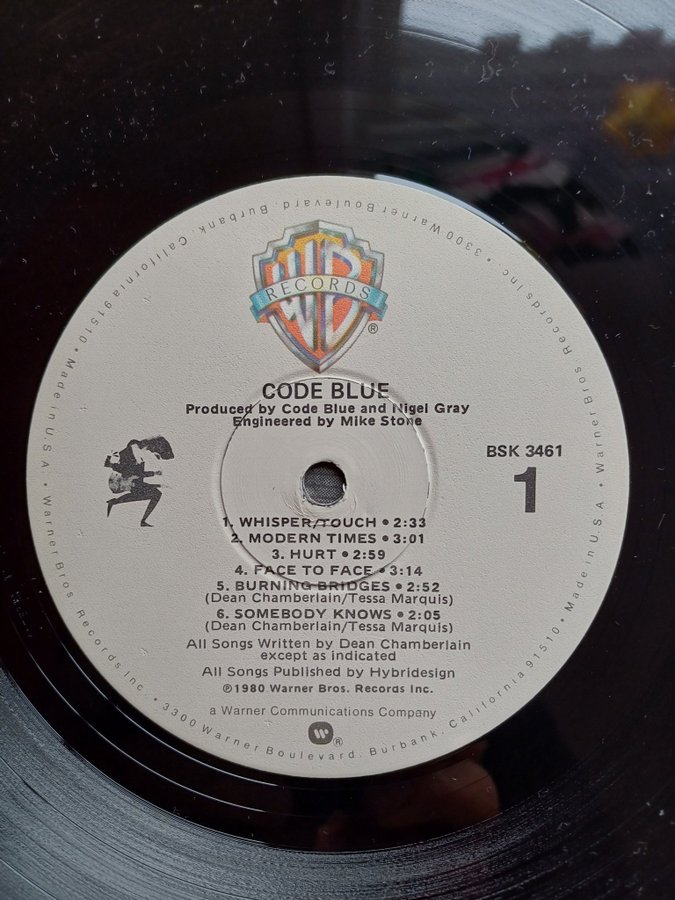 WB
RECORDS
®
CODE BLUE
Produced by Code Blue and Nigel Gray
Engineered by Mike Stone
BSK 3461
1
1. WHISPER/TOUCH • 2:33
2. MODERN TIMES • 3:01
3. HURT • 2:59
4. FACE TO FACE • 3:14
5. BURNING BRIDGES • 2:52
(Dean Chamberlain/Tessa Marquis)
6. SOMEBODY KNOWS • 2:05
(Dean Chamberlain/Tessa Marquis)
All Songs Written by Dean Chamberlain
except as indicated
All Songs Published by Hybridesign
℗1980 Warner Bros. Records Inc.
a Warner Communications Company
®
Warner Bros Records Inc. • 3300 Warner Boulevard. Burbank, California 91510 • Made in U.S.A • Warner Bros Records Inc. • 3300 Warner Boulevard. Burbank, California 91510 • Made in U.S.A •